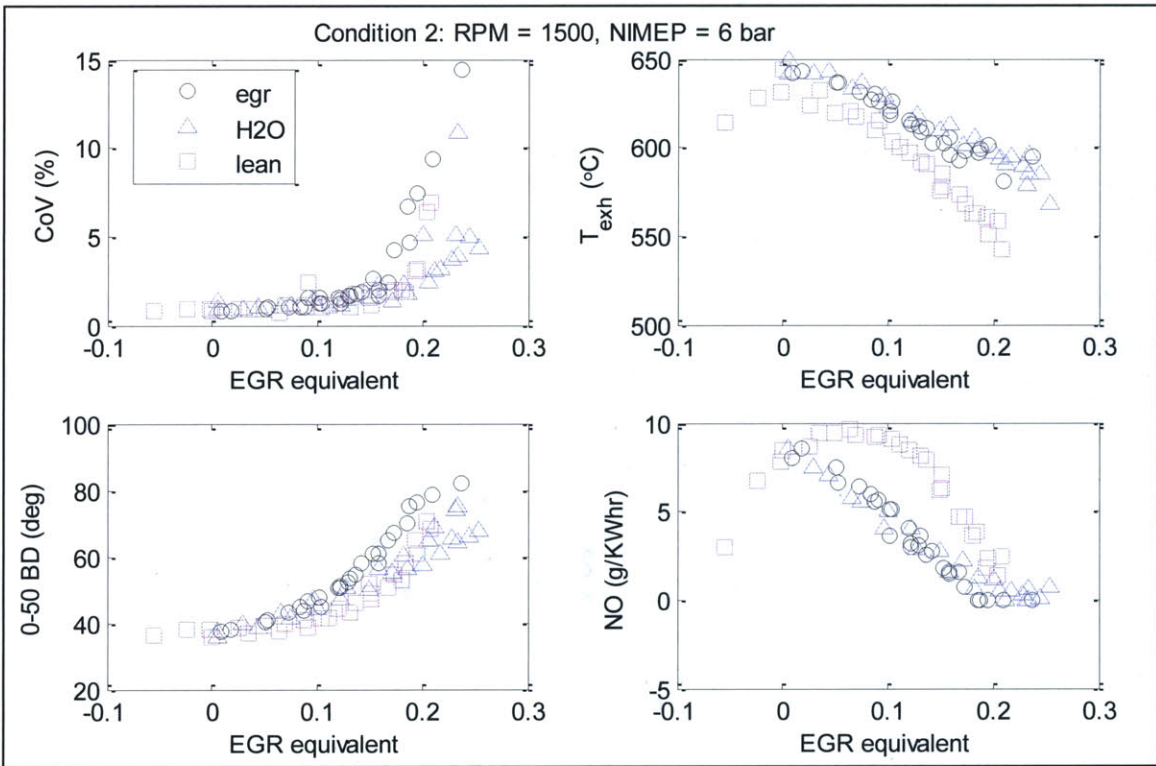 Condition 2: RPM = 1500, NIMEP = 6 bar
15
10
5
0
CoV (%)
egr
H2O
lean
-0.1 0 0.1 0.2 0.3
EGR equivalent
650
600
550
500
Texh (oC)
-0.1 0 0.1 0.2 0.3
EGR equivalent
100
80
60
40
20
0-50 BD (deg)
-0.1 0 0.1 0.2 0.3
EGR equivalent
10
5
0
-5
NO (g/KWhr)
-0.1 0 0.1 0.2 0.3
EGR equivalent